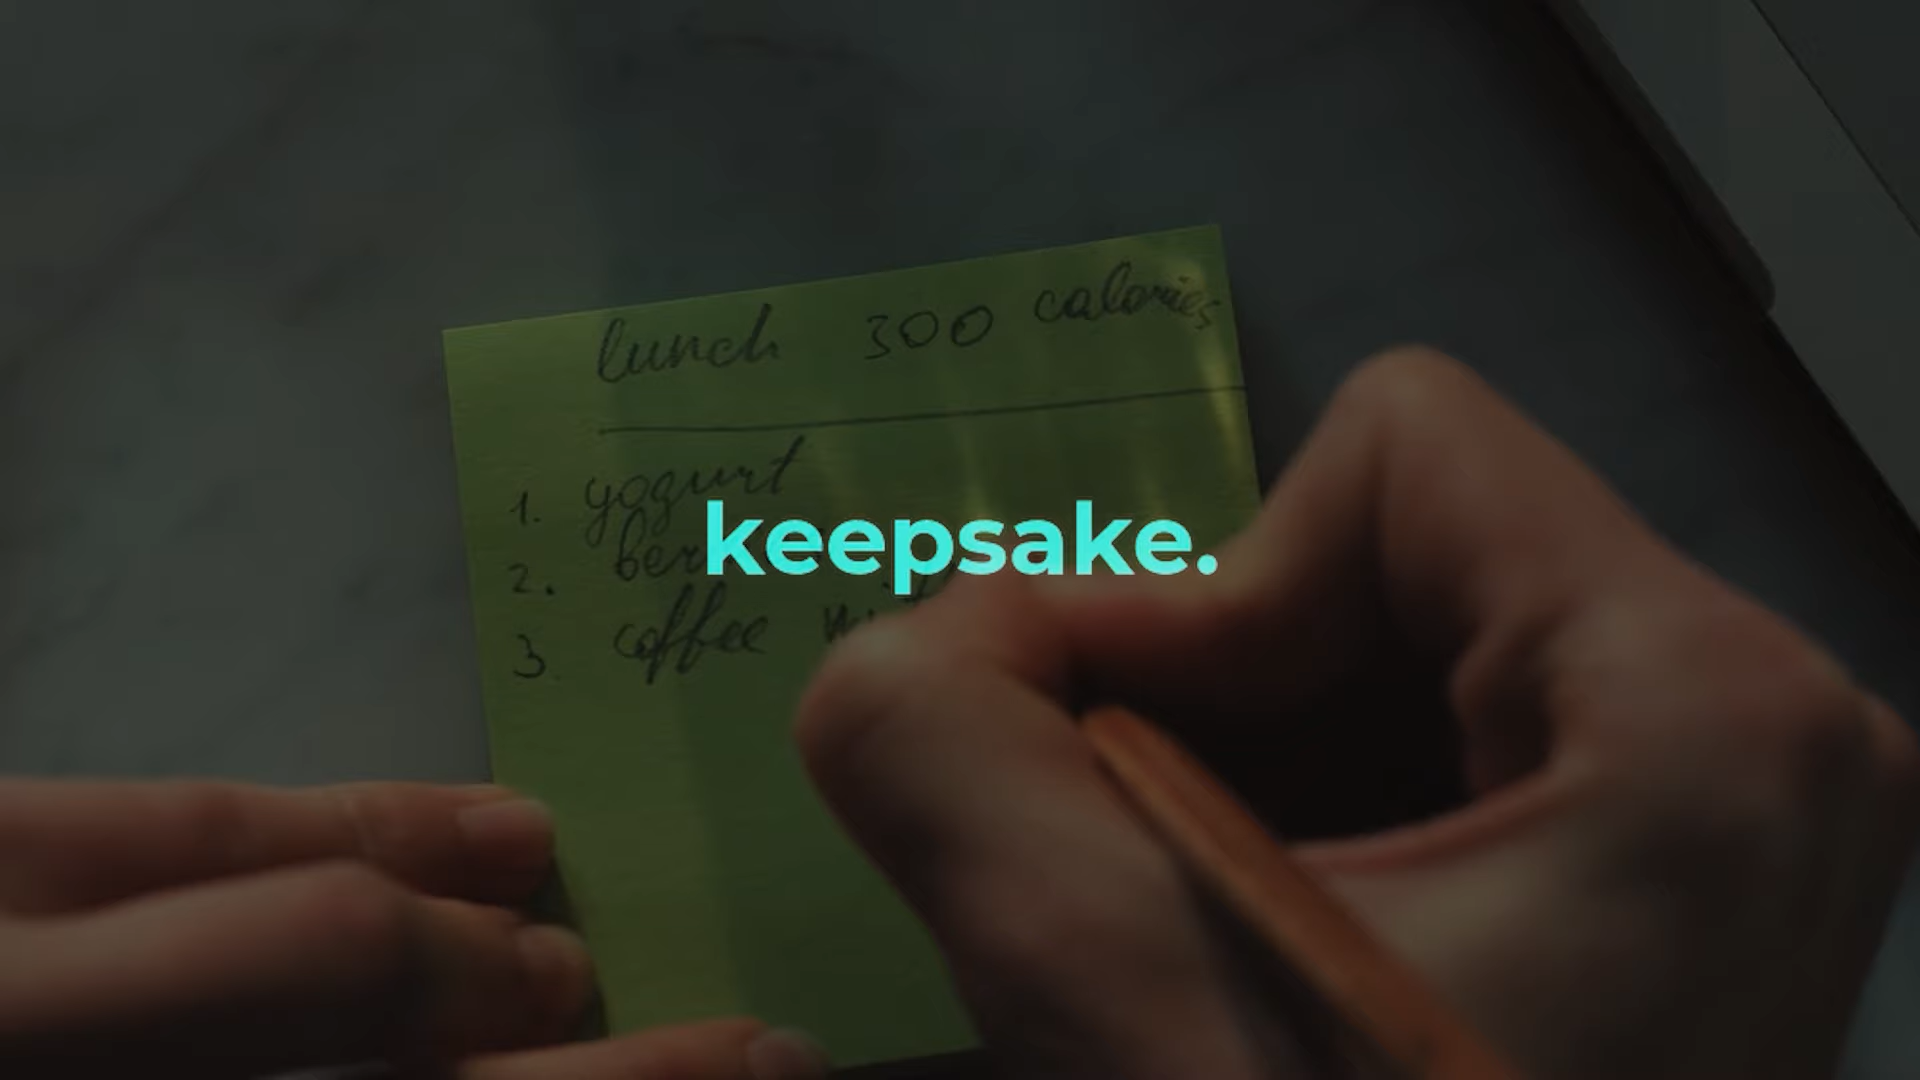 lunch 300 calories
1. yogurt
2.
3 coffee
keepsake.